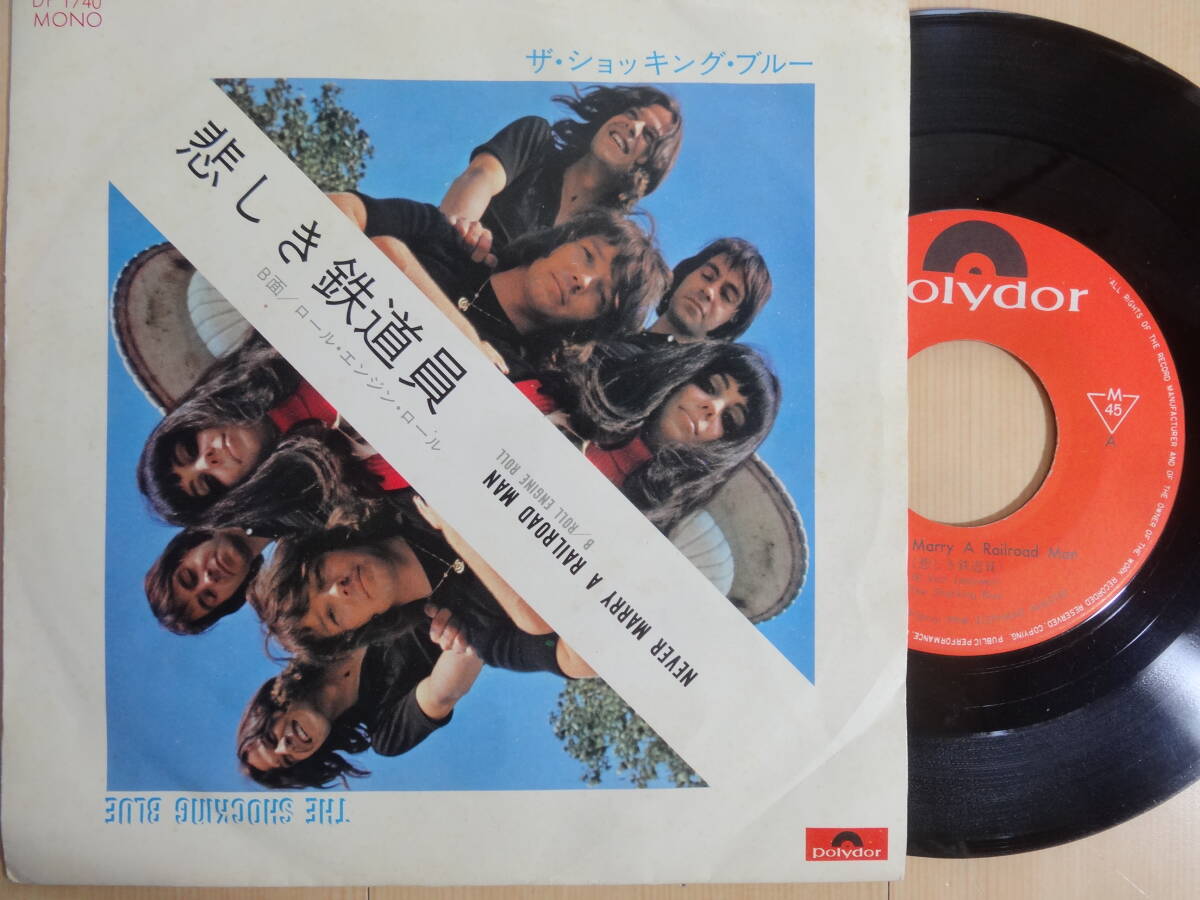 DP 1740
MONO
ザ・ショッキング・ブルー
悲しき鉄道員
B面/ロール・エンジン・ロール
NEVER MARRY A RAILROAD MAN
B/ROLL ENGINE ROLL
THE SHOCKING BLUE
polydor
olydor
M
45
A
Marry A Railroad Man
(悲しき鉄道員)
The Shocking Blue
ALL RIGHTS OF THE RECORD MANUFACTURER AND OF THE OWNER OF THE WORK RECORDED RESERVED. COPYING, PUBLIC PERFORMANCE,